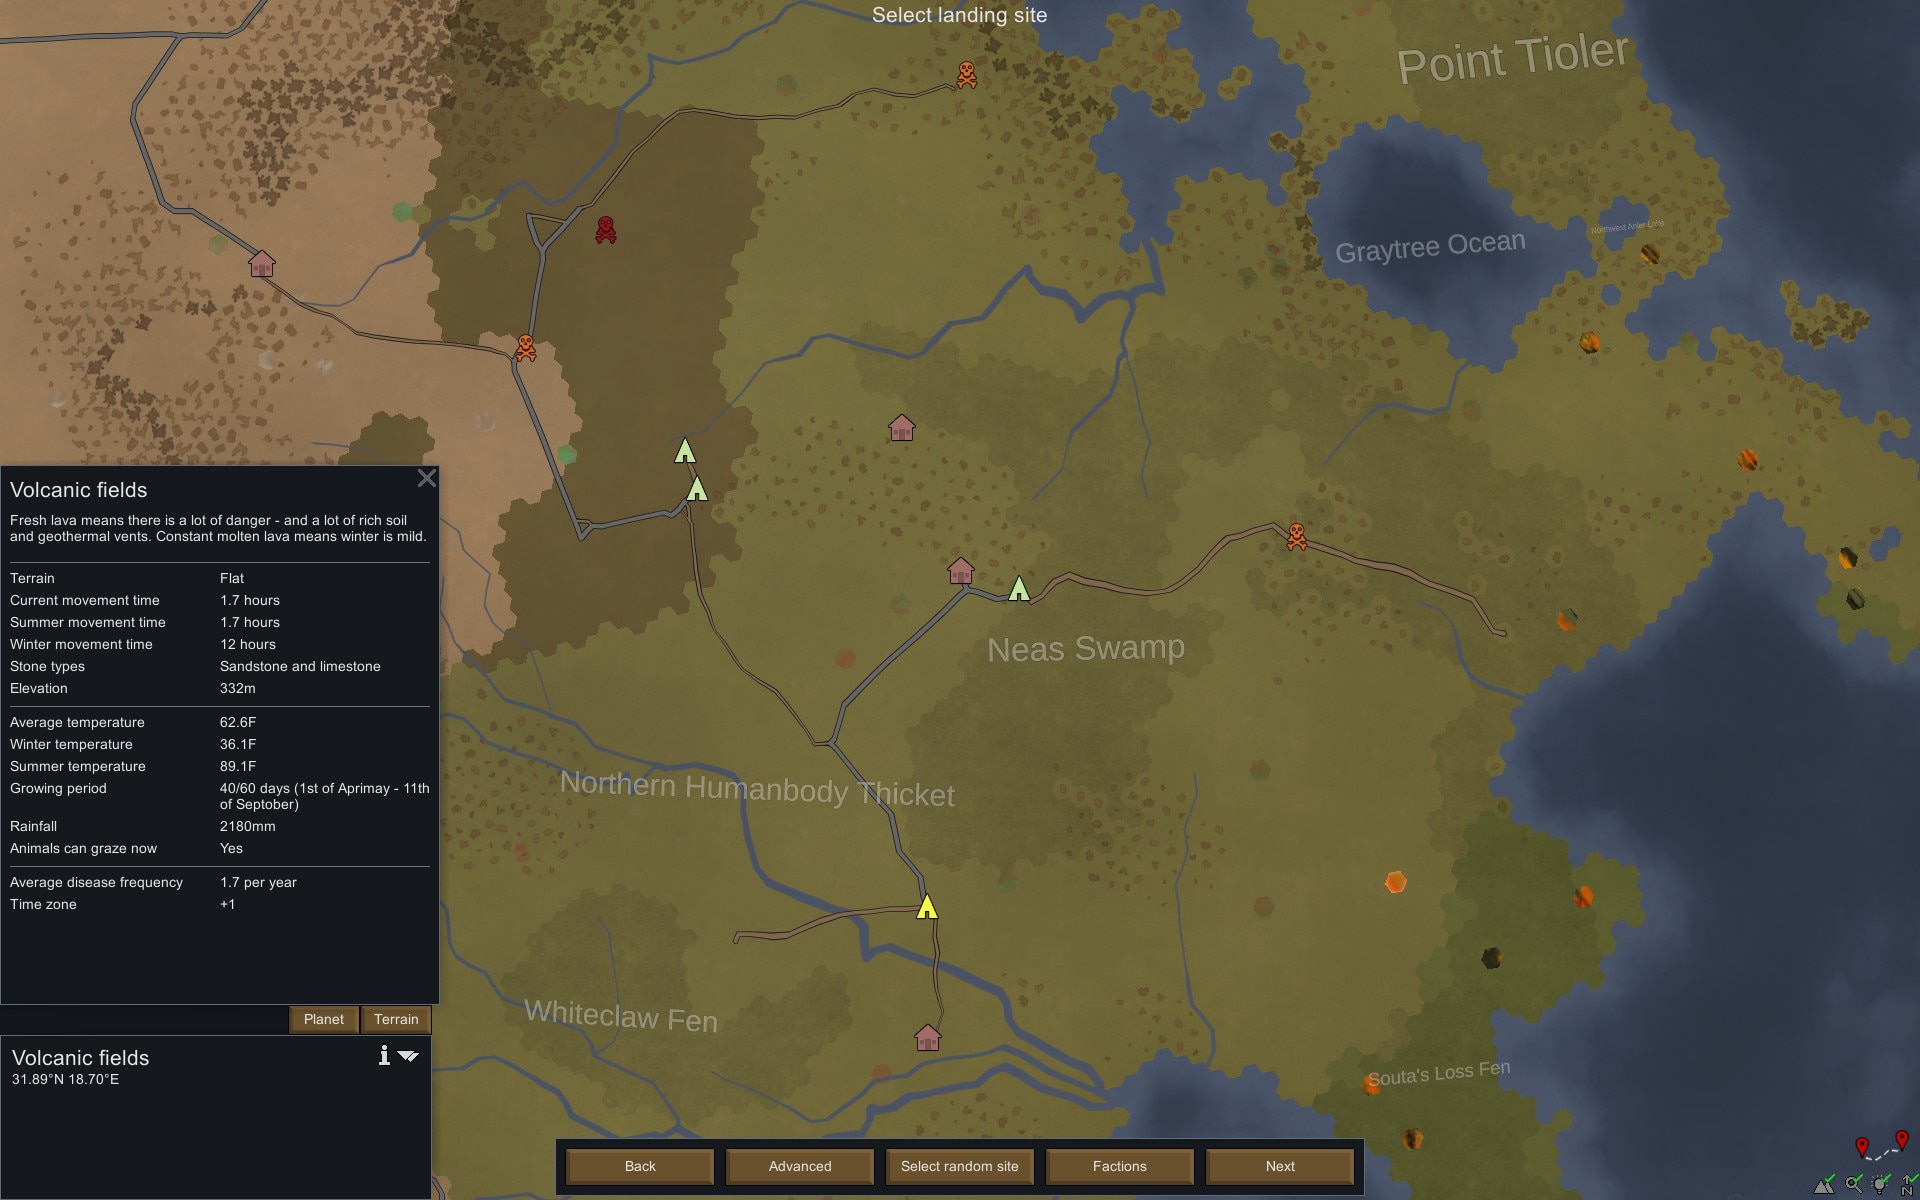 Select landing site
Point Tioler
Graytree Ocean
Neas Swamp
Northern Humanbody Thicket
Whiteclaw Fen
Souta's Loss Fen
Volcanic fields
Fresh lava means there is a lot of danger - and a lot of rich soil
and geothermal vents. Constant molten lava means winter is mild.
Terrain Flat
Current movement time 1.7 hours
Summer movement time 1.7 hours
Winter movement time 12 hours
Stone types Sandstone and limestone
Elevation 332m
Average temperature 62.6F
Winter temperature 36.1F
Summer temperature 89.1F
Growing period 40/60 days (1st of Aprimay - 11th
of Septober)
Rainfall 2180mm
Animals can graze now Yes
Average disease frequency 1.7 per year
Time zone +1
Planet Terrain
Volcanic fields
31.89°N 18.70°E
Back Advanced Select random site Factions Next
N